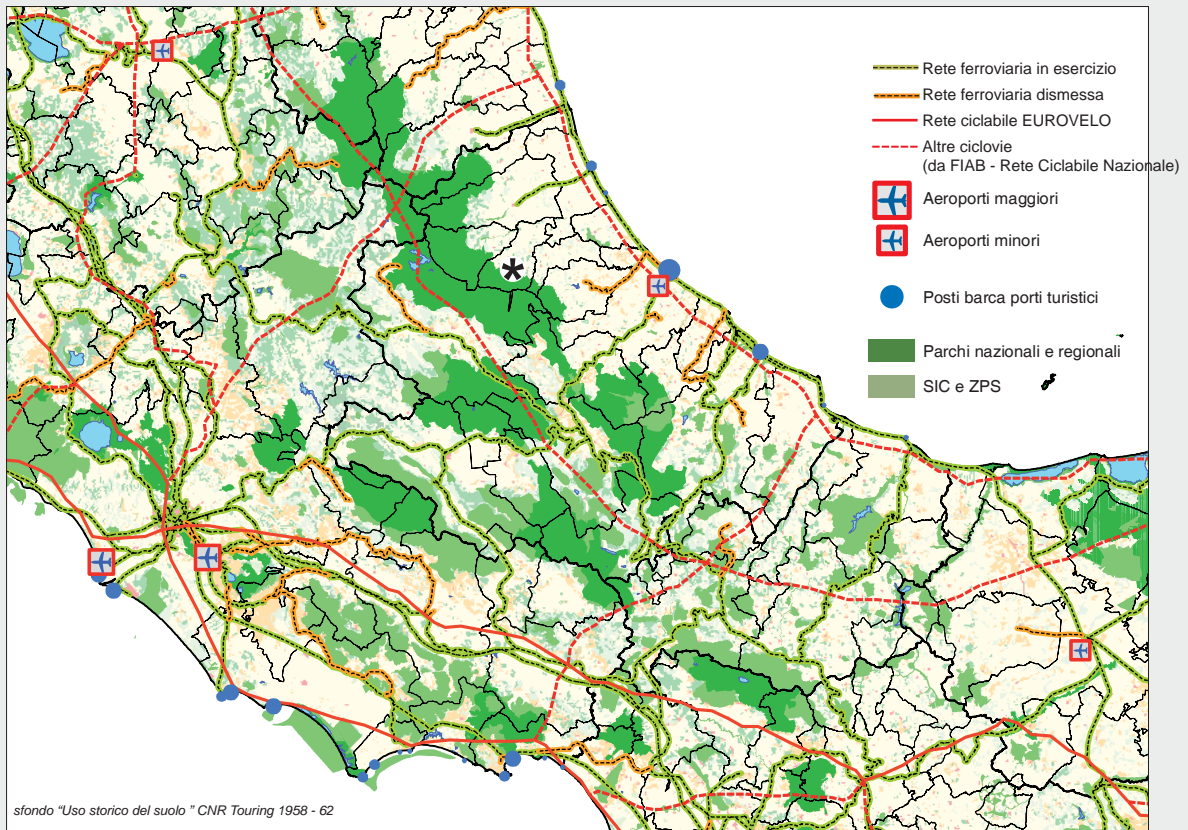 Rete ferroviaria in esercizio
Rete ferroviaria dismessa
Rete ciclabile EUROVELO
Altre ciclovie
(da FIAB - Rete Ciclabile Nazionale)
Aeroporti maggiori
Aeroporti minori
Posti barca porti turistici
Parchi nazionali e regionali
SIC e ZPS
*
sfondo “Uso storico del suolo ” CNR Touring 1958 - 62